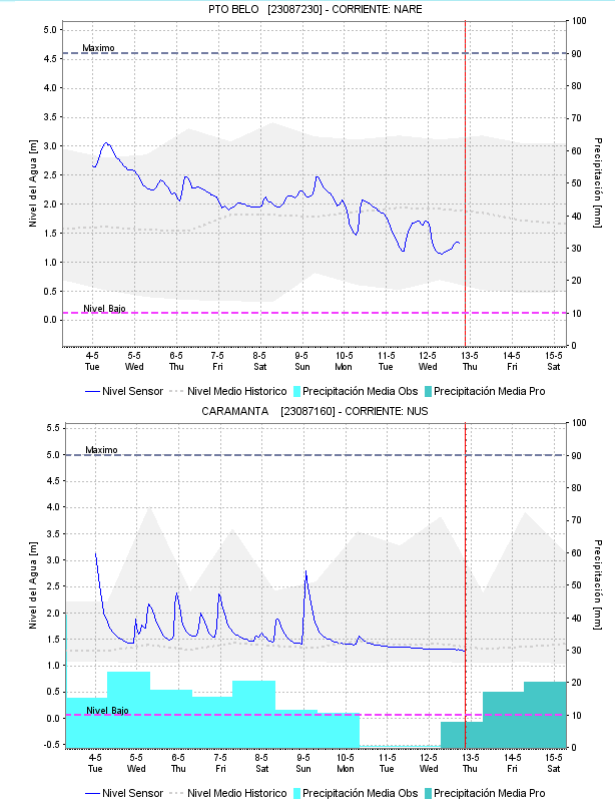 PTO BELO [23087230] - CORRIENTE: NARE
Nivel del Agua [m]
5.0
4.5
4.0
3.5
3.0
2.5
2.0
1.5
1.0
0.5
0.0
Maximo
Nivel Bajo
100
90
80
70
60
50
40
30
20
10
0
Precipitación [mm]
4-5 5-5 6-5 7-5 8-5 9-5 10-5 11-5 12-5 13-5 14-5 15-5
Tue Wed Thu Fri Sat Sun Mon Tue Wed Thu Fri Sat
Nivel Sensor Nivel Medio Historico Precipitación Media Obs Precipitación Media Pro
CARAMANTA [23087160] - CORRIENTE: NUS
Nivel del Agua [m]
5.5
5.0
4.5
4.0
3.5
3.0
2.5
2.0
1.5
1.0
0.5
0.0
-0.5
Maximo
Nivel Bajo
100
90
80
70
60
50
40
30
20
10
0
Precipitación [mm]
4-5 5-5 6-5 7-5 8-5 9-5 10-5 11-5 12-5 13-5 14-5 15-5
Tue Wed Thu Fri Sat Sun Mon Tue Wed Thu Fri Sat
Nivel Sensor Nivel Medio Historico Precipitación Media Obs Precipitación Media Pro